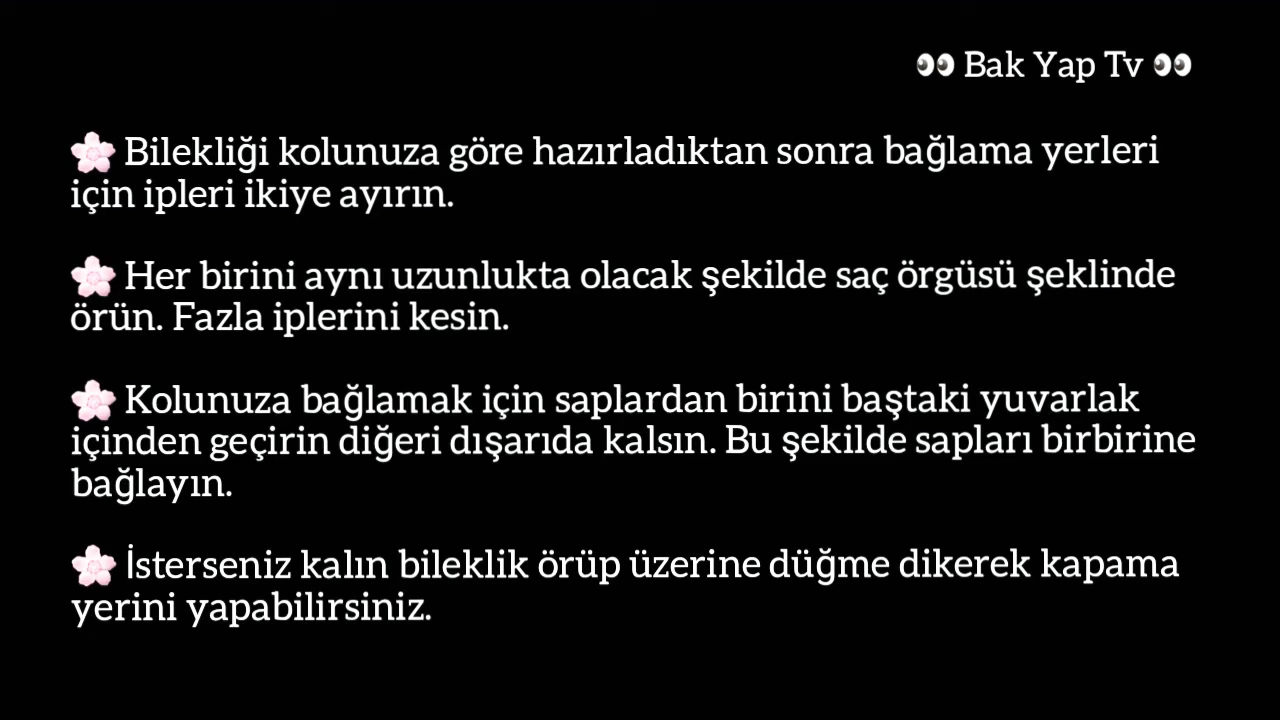 👀 Bak Yap Tv 👀
🌸 Bilekliği kolunuza göre hazırladıktan sonra bağlama yerleri
için ipleri ikiye ayırın.
🌸 Her birini aynı uzunlukta olacak şekilde saç örgüsü şeklinde
örün. Fazla iplerini kesin.
🌸 Kolunuza bağlamak için saplardan birini baştaki yuvarlak
içinden geçirin diğeri dışarıda kalsın. Bu şekilde sapları birbirine
bağlayın.
🌸 İsterseniz kalın bileklik örüp üzerine düğme dikerek kapama
yerini yapabilirsiniz.